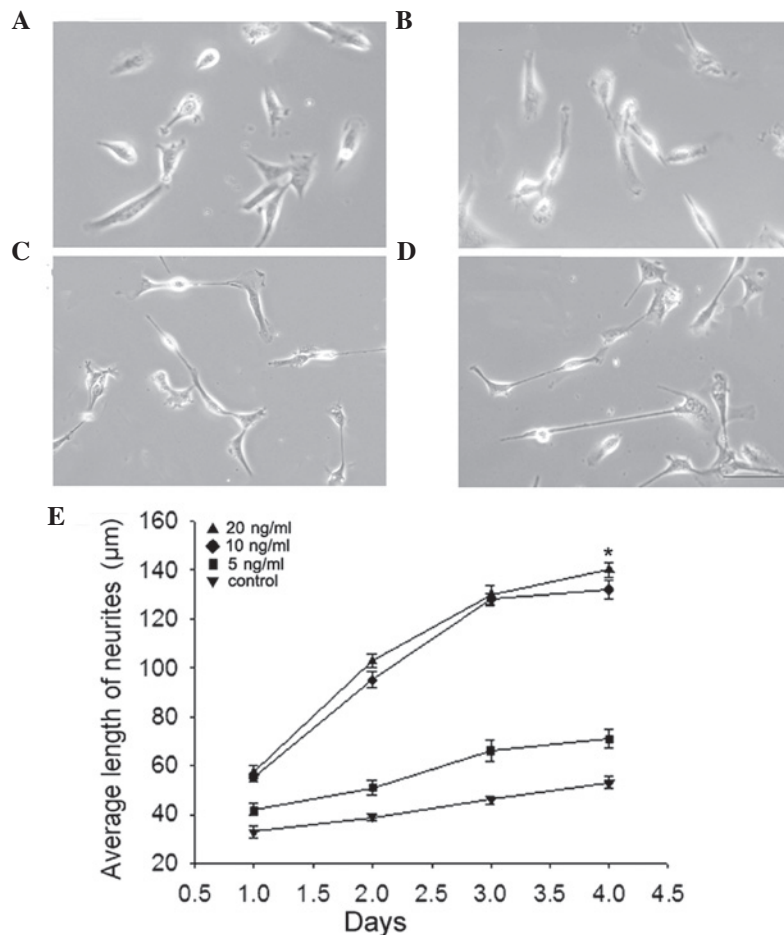 A
B
C
D
E
160
140
120
100
80
60
40
20
0.5 1.0 1.5 2.0 2.5 3.0 3.5 4.0 4.5
Average length of neurites (µm)
Days
20 ng/ml
10 ng/ml
5 ng/ml
control
*